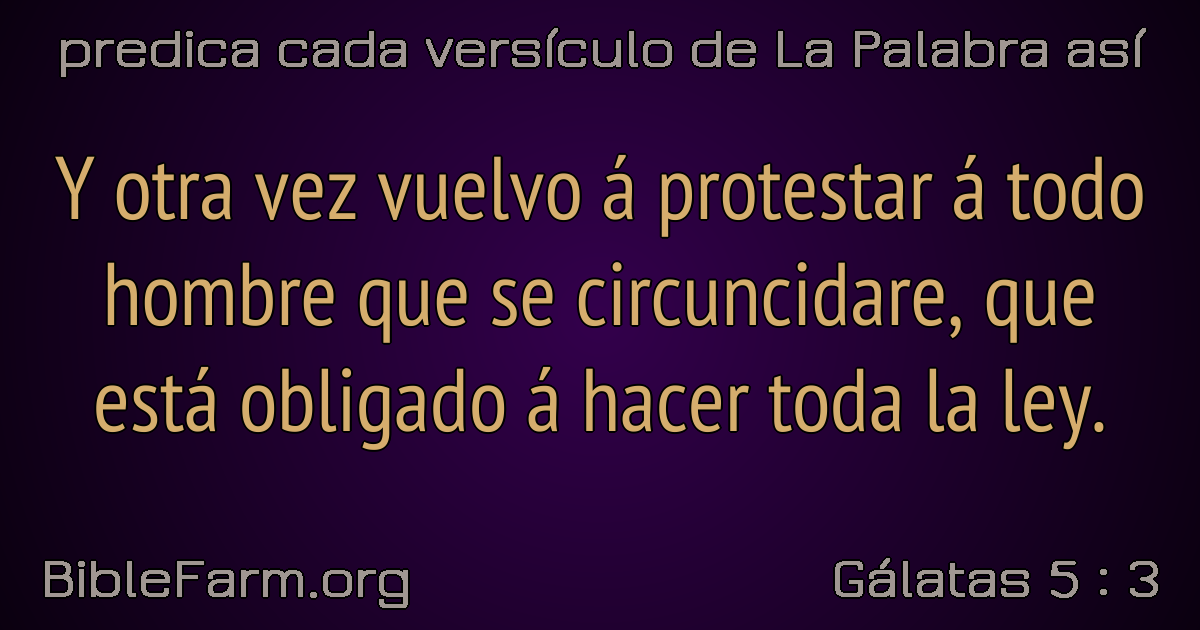 predica cada versículo de La Palabra así
Y otra vez vuelvo á protestar á todo
hombre que se circuncidare, que
está obligado á hacer toda la ley.
BibleFarm.org
Gálatas 5 : 3